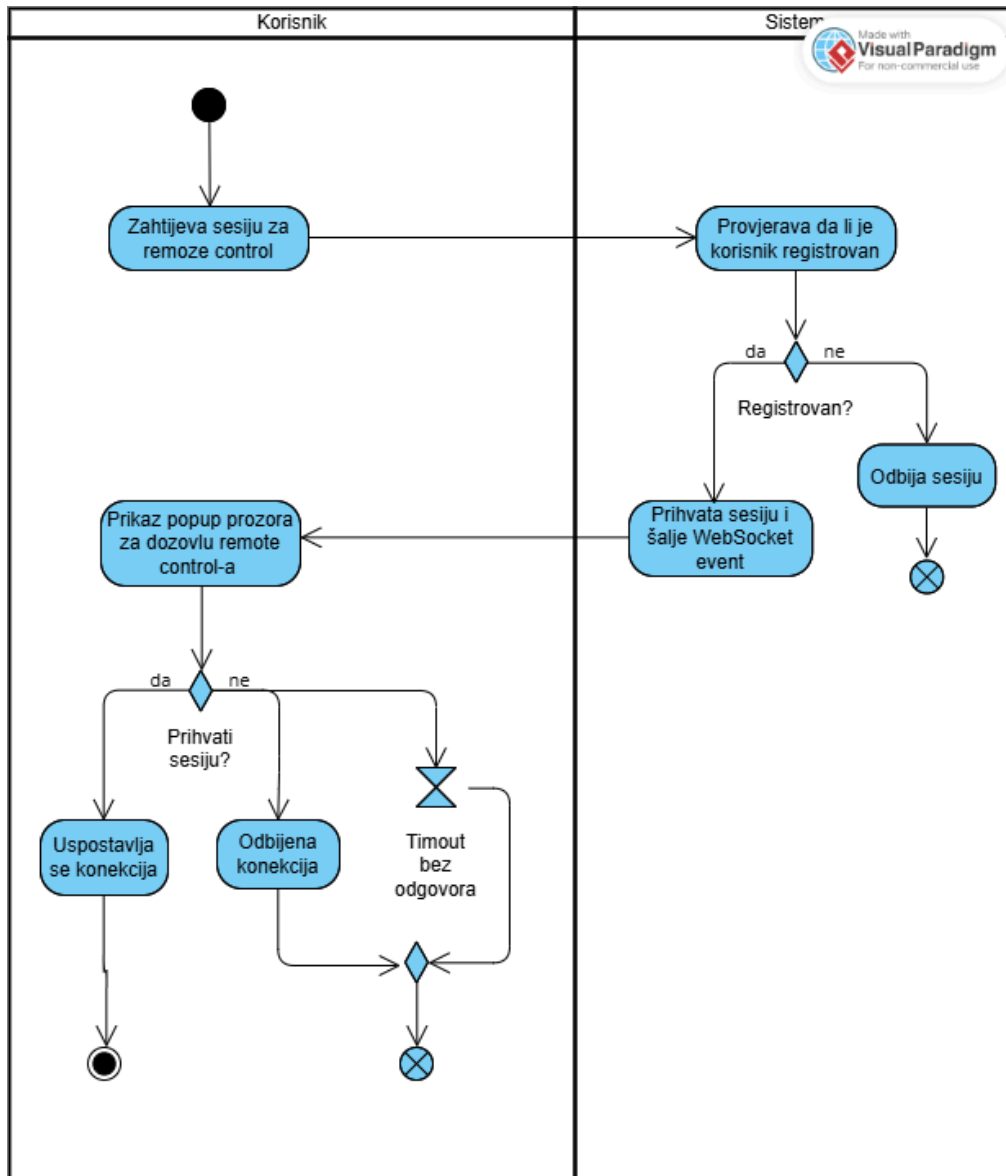 Korisnik
Sistem
Made with
Visual Paradigm
For non-commercial use
Zahtijeva sesiju za
remoze control
Provjerava da li je
korisnik registrovan
da
ne
Registrovan?
Odbija sesiju
Prikaz popup prozora
za dozovlu remote
control-a
Prihvata sesiju i
šalje WebSocket
event
da
ne
Prihvati
sesiju?
Uspostavlja
se konekcija
Odbijena
konekcija
Timout
bez
odgovora